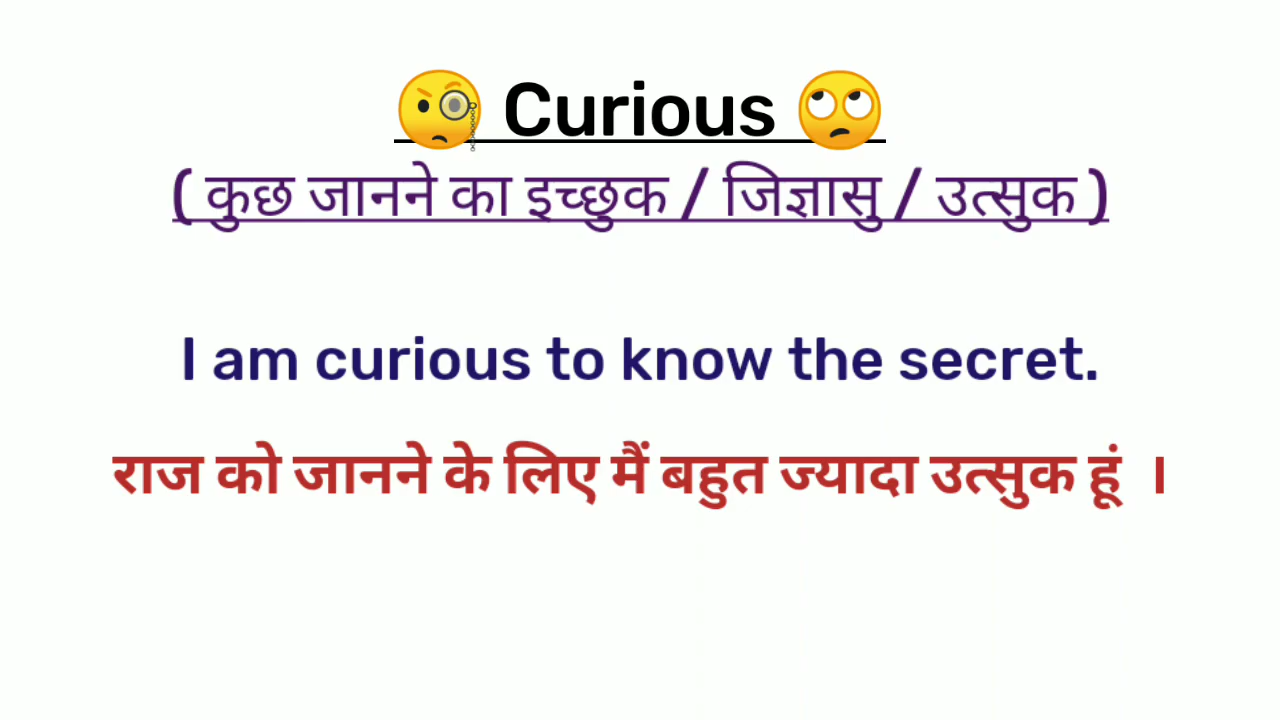 🧐 Curious 🙄
( कुछ जानने का इच्छुक / जिज्ञासु / उत्सुक )
I am curious to know the secret.
राज को जानने के लिए मैं बहुत ज्यादा उत्सुक हूं ।